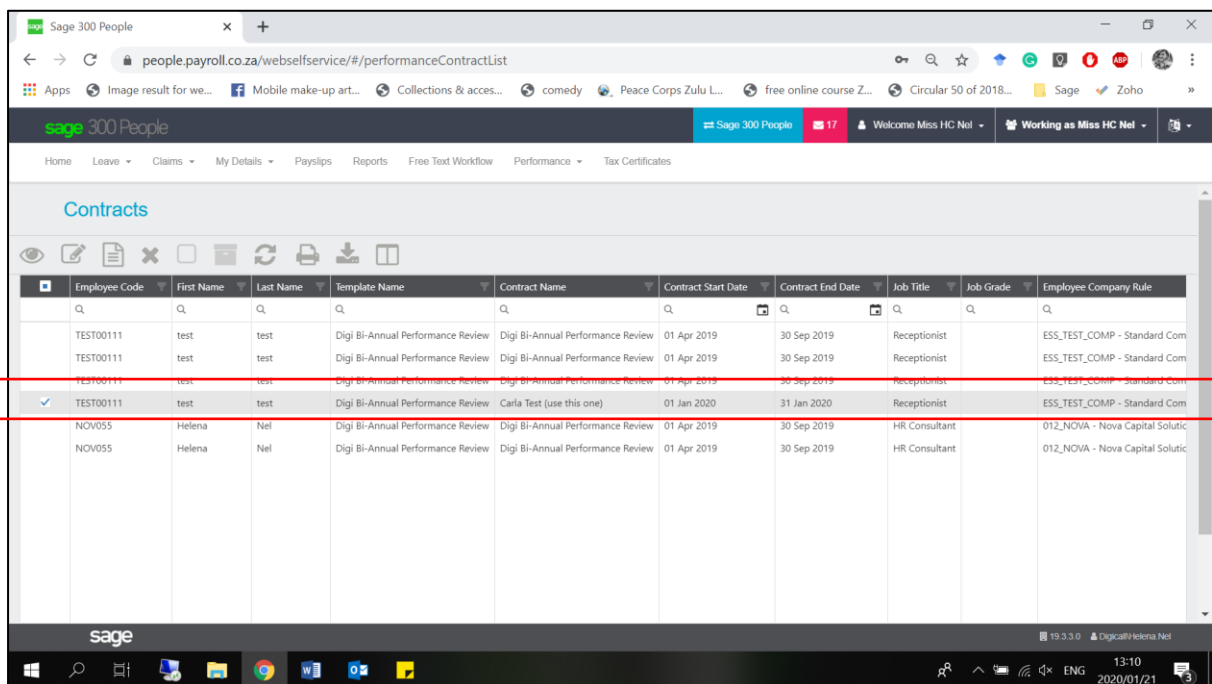 sage Sage 300 People
people.payroll.co.za/webselfservice/#/performanceContractList
Apps Image result for we... Mobile make-up art... Collections & acces... comedy Peace Corps Zulu L... free online course Z... Circular 50 of 2018... Sage Zoho »
sage 300 People Sage 300 People 17 Welcome Miss HC Nel Working as Miss HC Nel
Home Leave Claims My Details Payslips Reports Free Text Workflow Performance Tax Certificates
Contracts
Employee Code First Name Last Name Template Name Contract Name Contract Start Date Contract End Date Job Title Job Grade Employee Company Rule
TEST00111 test test Digi Bi-Annual Performance Review Digi Bi-Annual Performance Review 01 Apr 2019 30 Sep 2019 Receptionist ESS_TEST_COMP - Standard Com
TEST00111 test test Digi Bi-Annual Performance Review Digi Bi-Annual Performance Review 01 Apr 2019 30 Sep 2019 Receptionist ESS_TEST_COMP - Standard Com
TEST00111 test test Digi Bi-Annual Performance Review Digi Bi-Annual Performance Review 01 Apr 2019 30 Sep 2019 Receptionist ESS_TEST_COMP - Standard Com
TEST00111 test test Digi Bi-Annual Performance Review Carla Test (use this one) 01 Jan 2020 31 Jan 2020 Receptionist ESS_TEST_COMP - Standard Com
NOV055 Helena Nel Digi Bi-Annual Performance Review Digi Bi-Annual Performance Review 01 Apr 2019 30 Sep 2019 HR Consultant 012_NOVA - Nova Capital Solutic
NOV055 Helena Nel Digi Bi-Annual Performance Review Digi Bi-Annual Performance Review 01 Apr 2019 30 Sep 2019 HR Consultant 012_NOVA - Nova Capital Solutic
sage 19.3.3.0 Digicall\Helena.Nel
ENG 13:10
2020/01/21 3